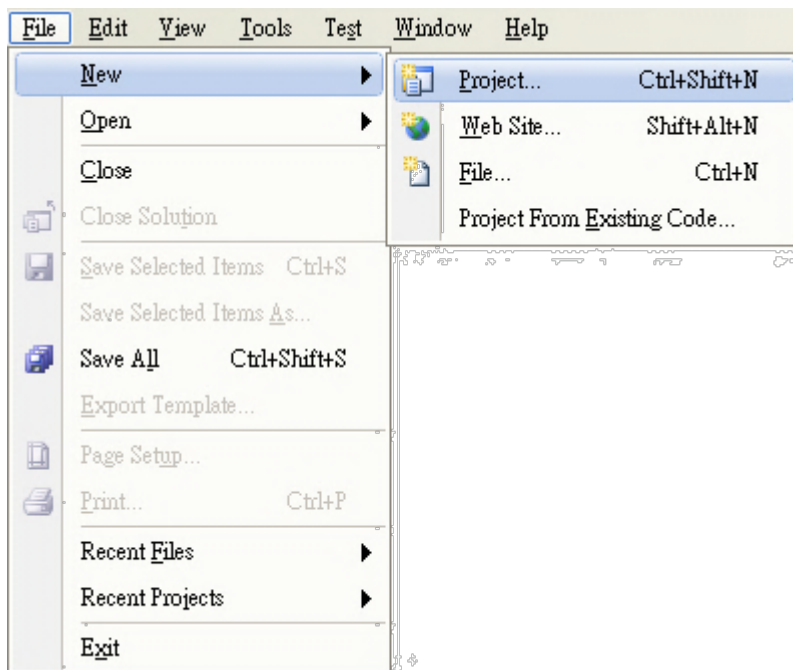 File Edit View Tools Test Window Help
New
Open
Close
Close Solution
Save Selected Items Ctrl+S
Save Selected Items As...
Save All Ctrl+Shift+S
Export Template...
Page Setup...
Print... Ctrl+P
Recent Files
Recent Projects
Exit
Project... Ctrl+Shift+N
Web Site... Shift+Alt+N
File... Ctrl+N
Project From Existing Code...